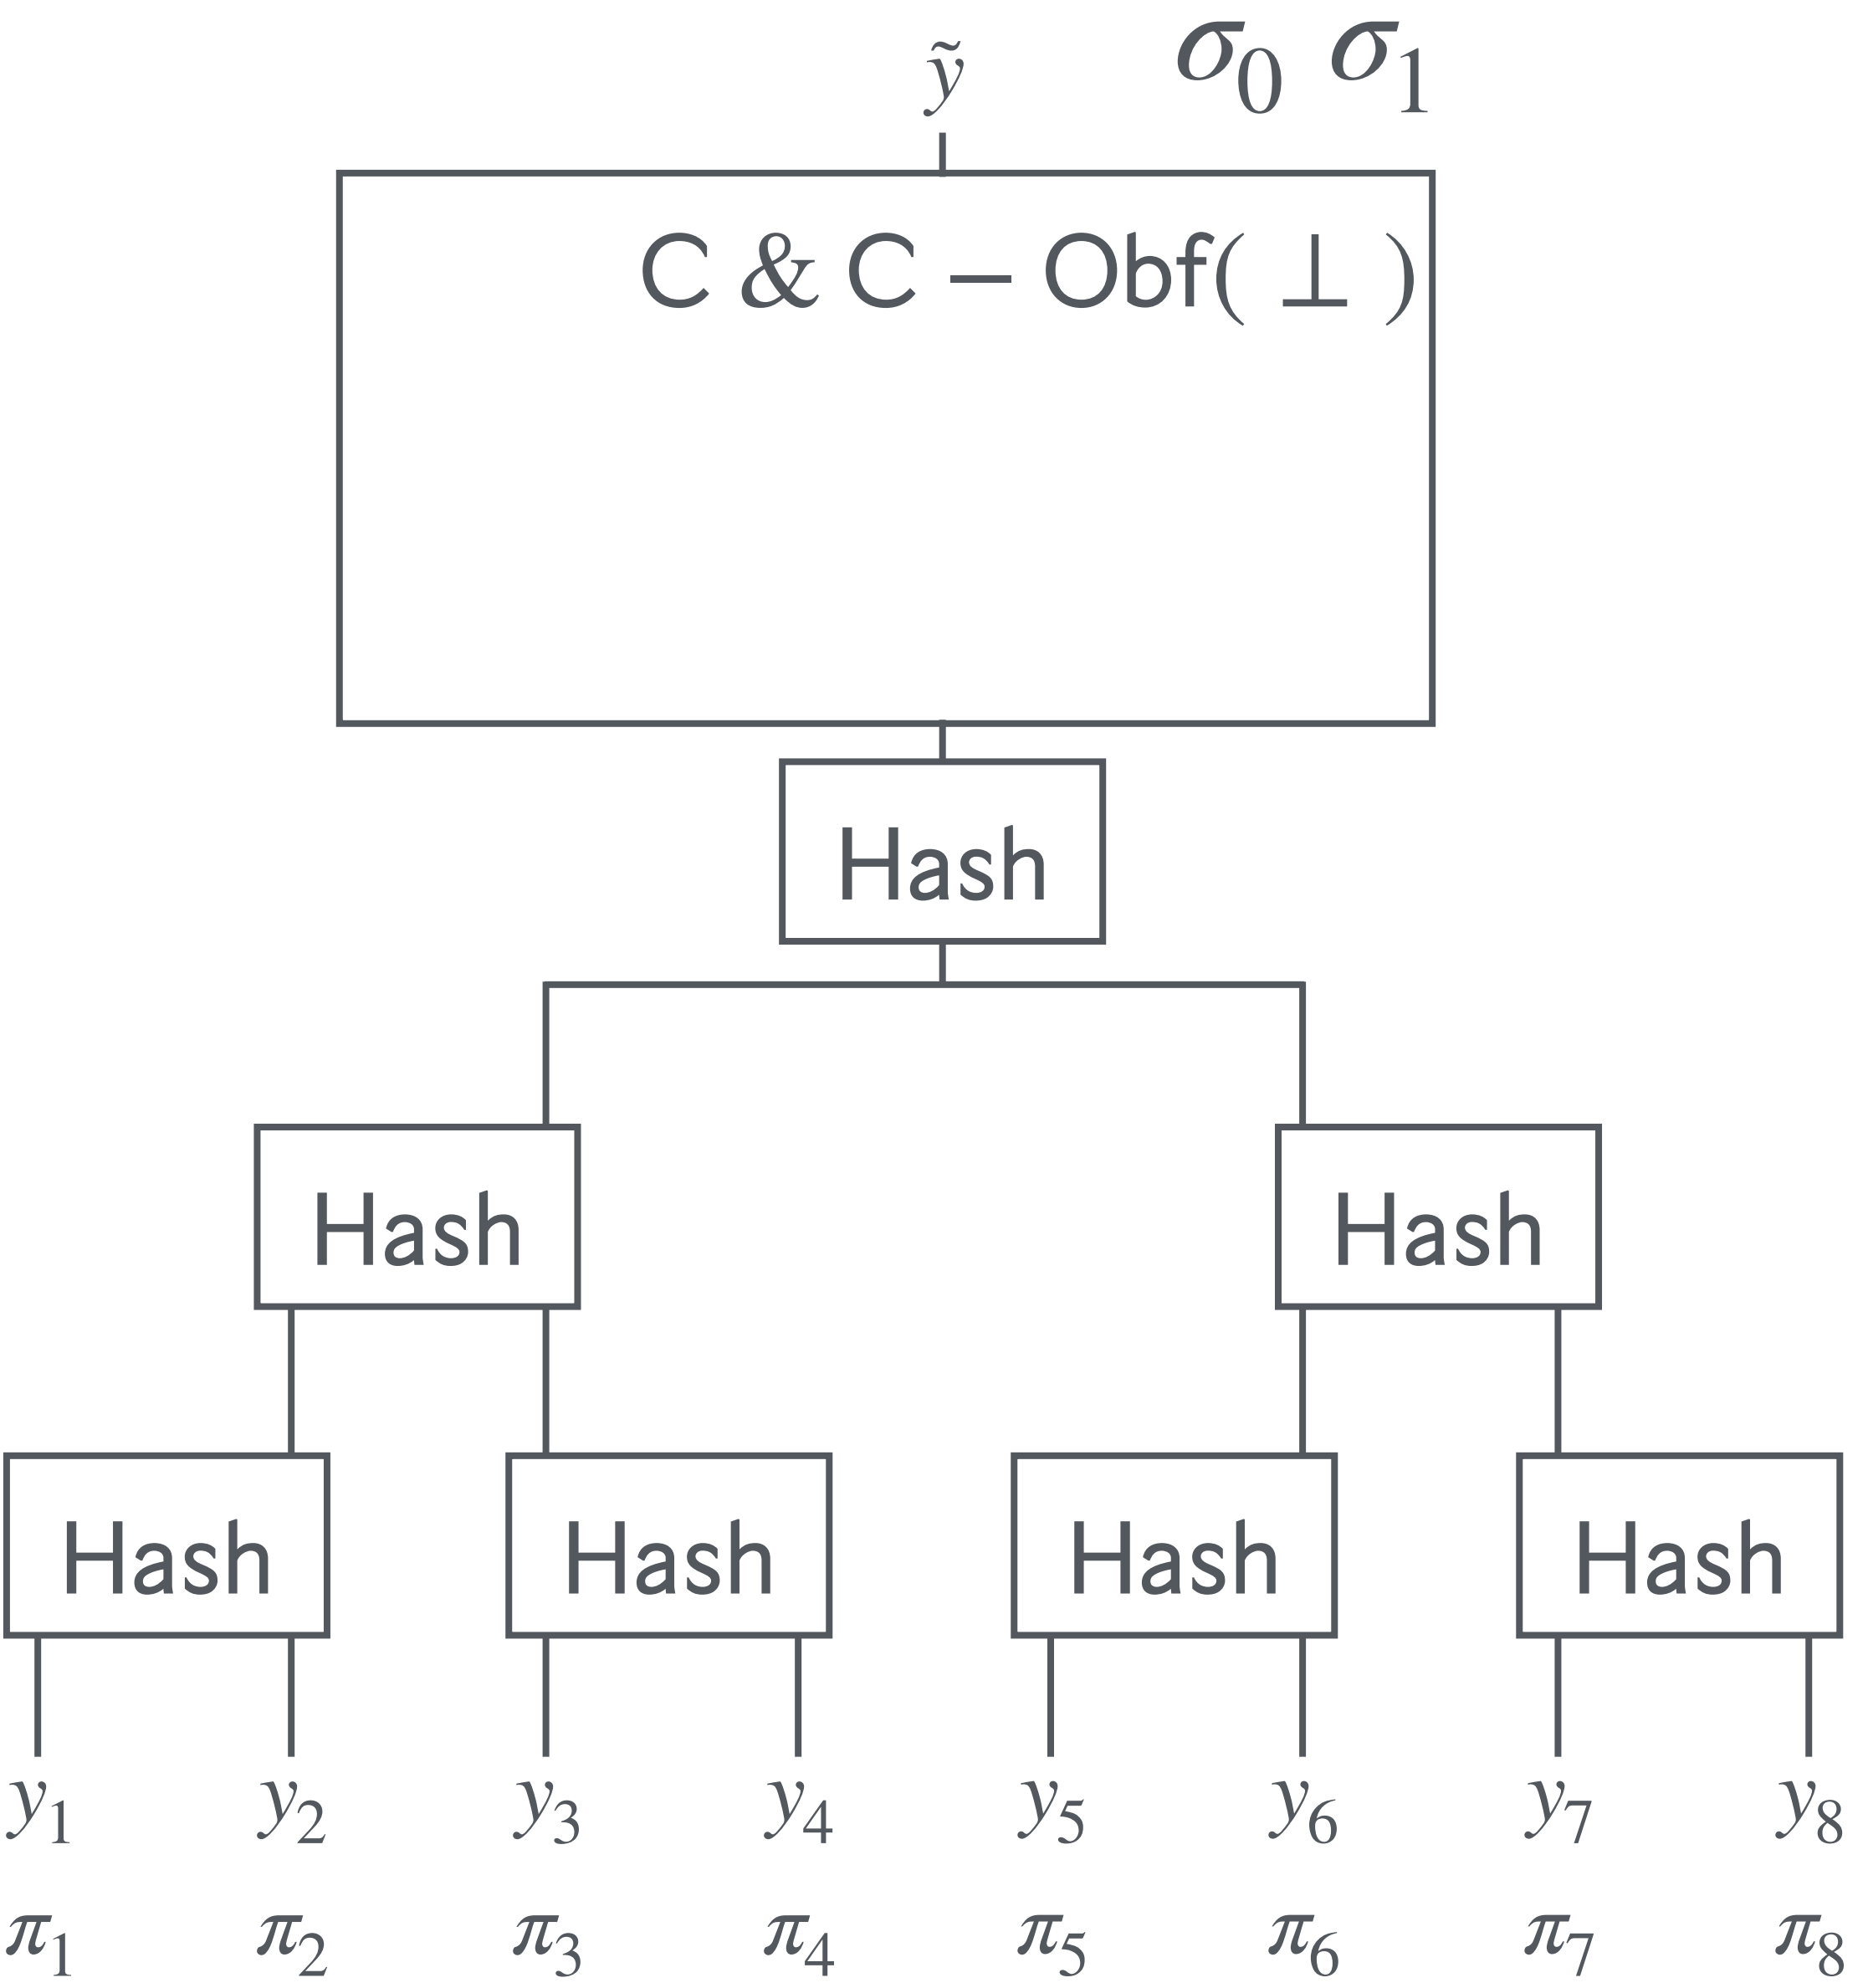 ỹ σ₀ σ₁
C & C – Obf( ⊥ )
Hash
Hash Hash
Hash Hash Hash Hash
y₁ y₂ y₃ y₄ y₅ y₆ y₇ y₈
π₁ π₂ π₃ π₄ π₅ π₆ π₇ π₈